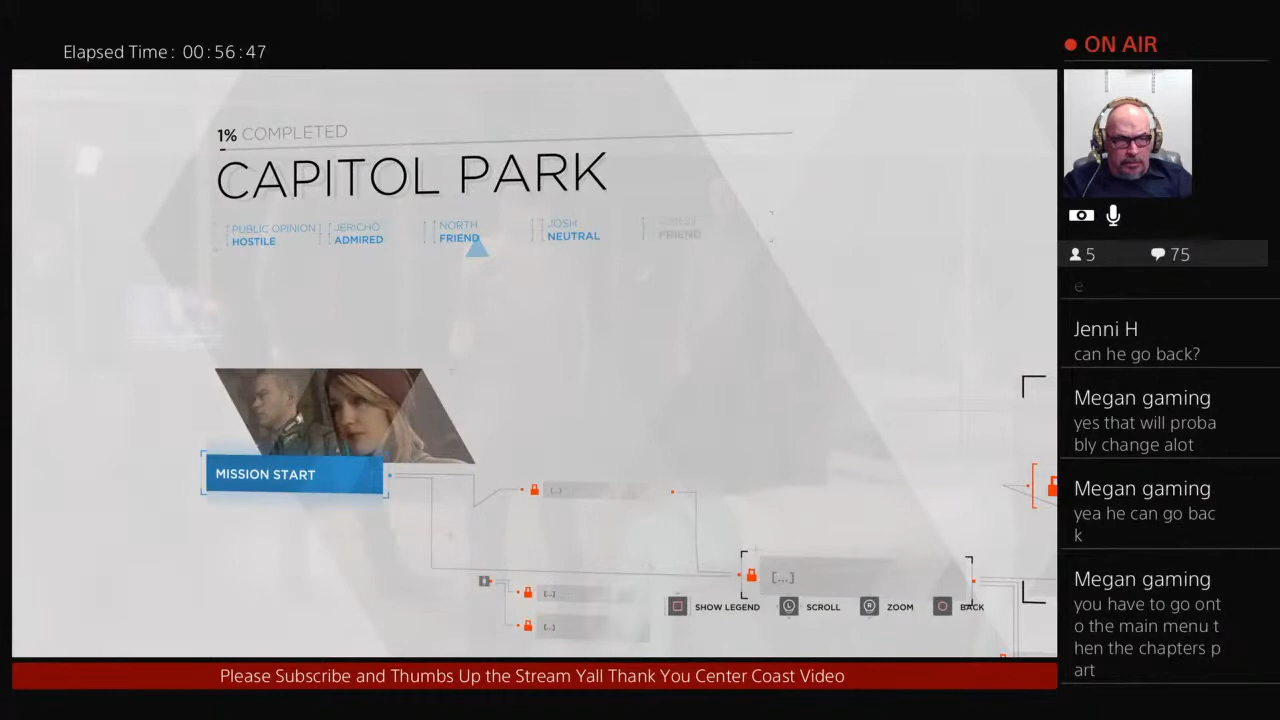 Elapsed Time: 00:56:47
ON AIR
1% COMPLETED
CAPITOL PARK
PUBLIC OPINION
HOSTILE
JERICHO
ADMIRED
NORTH
FRIEND
JOSH
NEUTRAL
FRIEND
MISSION START
[...]
[...]
[...]
[...]
SHOW LEGEND
SCROLL
ZOOM
BACK
5
75
e
Jenni H
can he go back?
Megan gaming
yes that will proba
bly change alot
Megan gaming
yea he can go bac
k
Megan gaming
you have to go ont
o the main menu t
hen the chapters p
art
Please Subscribe and Thumbs Up the Stream Yall Thank You Center Coast Video